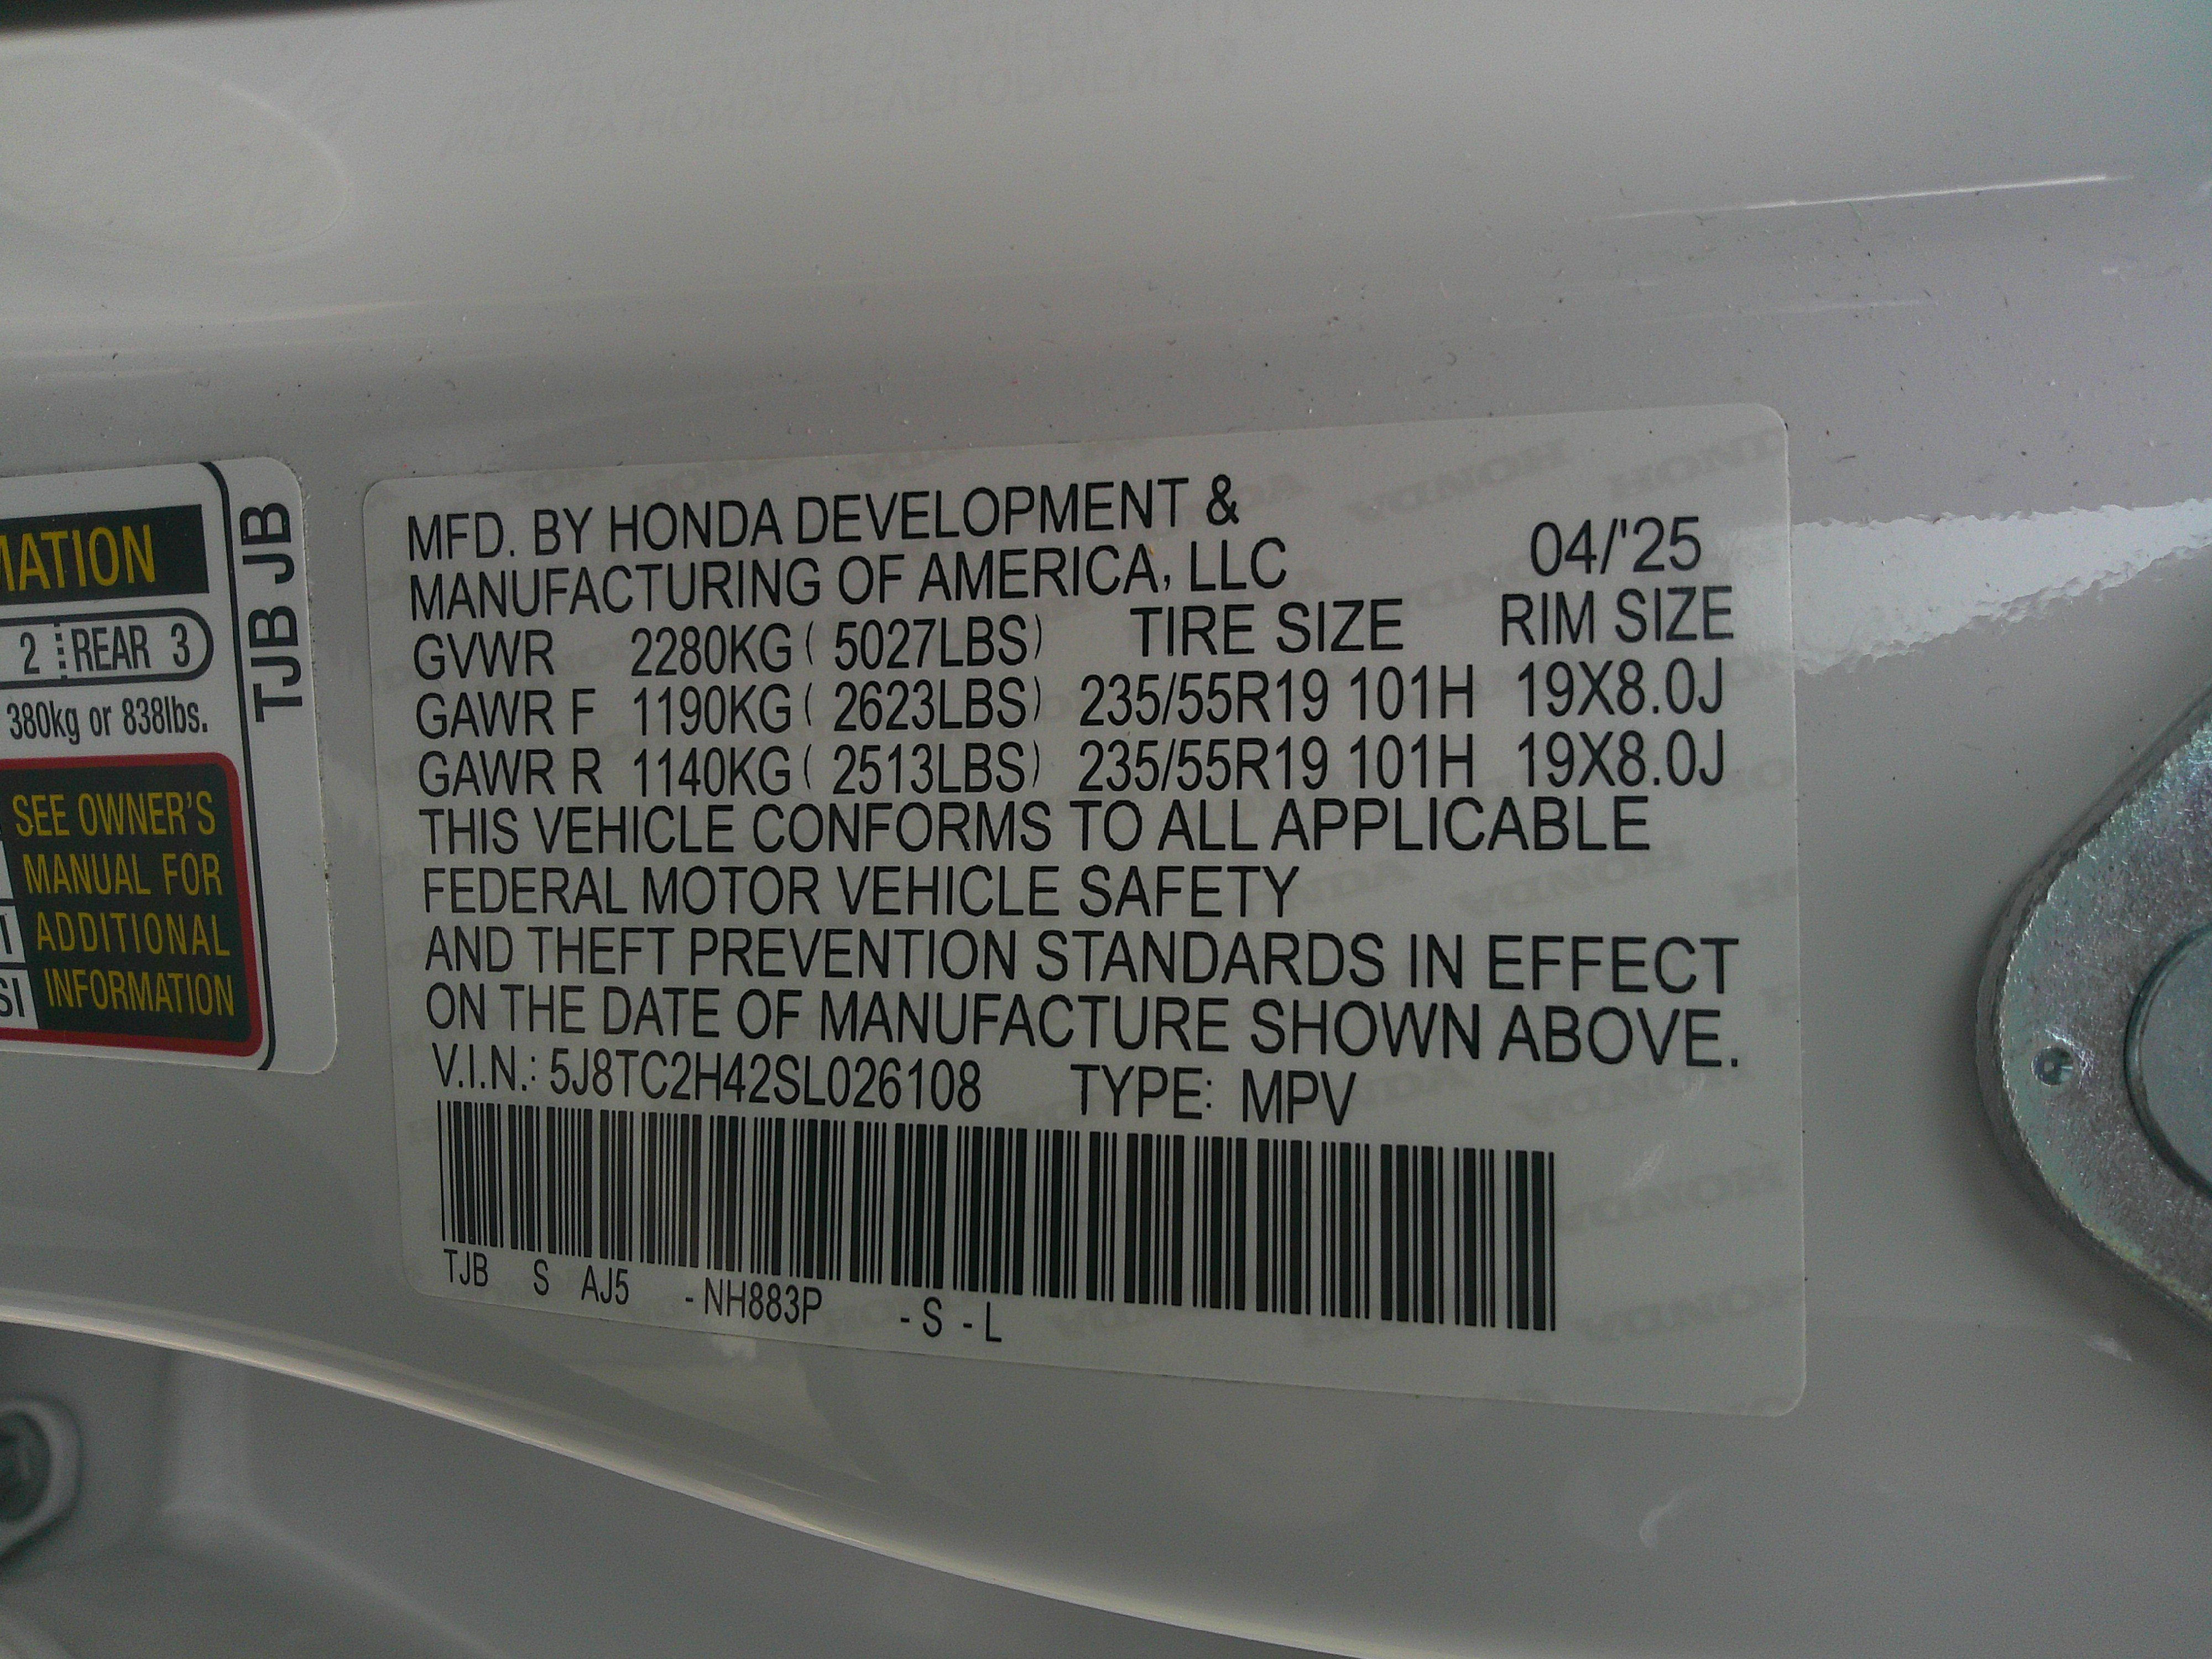 MATION
2 REAR 3
380kg or 838lbs.
SEE OWNER'S
MANUAL FOR
ADDITIONAL
INFORMATION
SI
TJB JB
MFD. BY HONDA DEVELOPMENT &
MANUFACTURING OF AMERICA, LLC 04/'25
GVWR 2280KG ( 5027LBS) TIRE SIZE RIM SIZE
GAWR F 1190KG ( 2623LBS) 235/55R19 101H 19X8.0J
GAWR R 1140KG ( 2513LBS) 235/55R19 101H 19X8.0J
THIS VEHICLE CONFORMS TO ALL APPLICABLE
FEDERAL MOTOR VEHICLE SAFETY
AND THEFT PREVENTION STANDARDS IN EFFECT
ON THE DATE OF MANUFACTURE SHOWN ABOVE.
V.I.N.: 5J8TC2H42SL026108 TYPE: MPV
TJB S AJ5 - NH883P - S - L